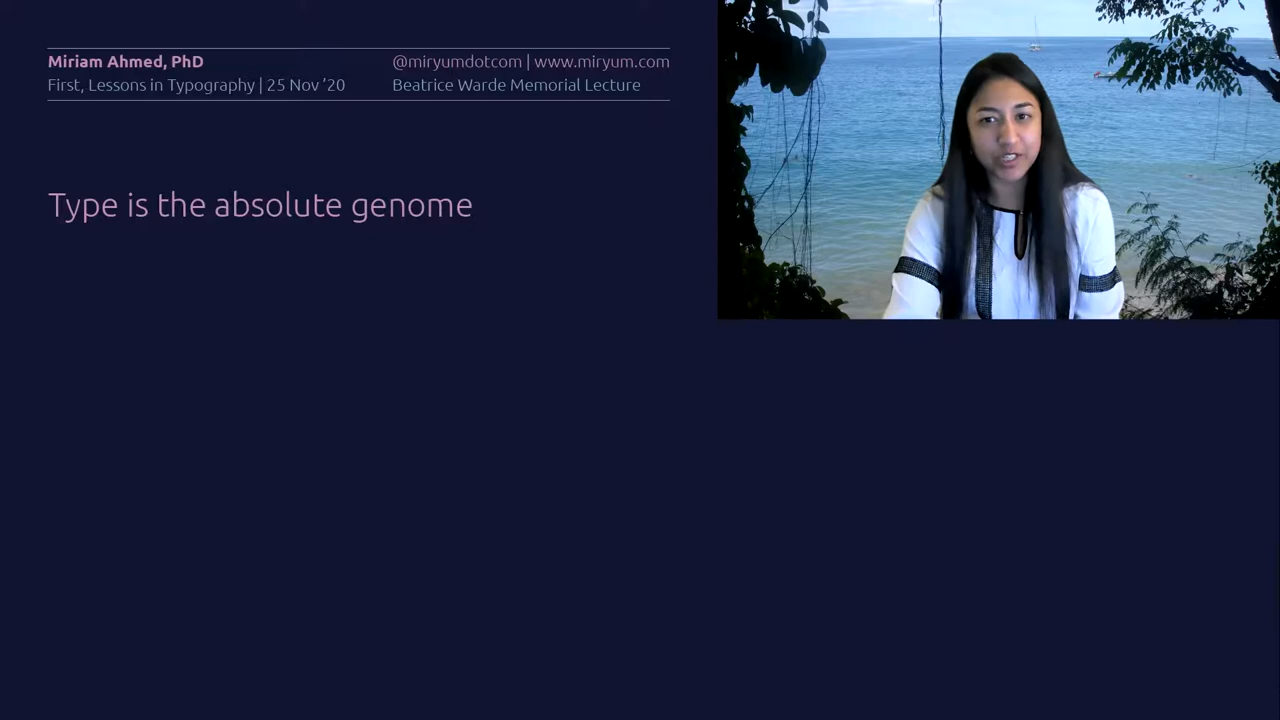 Miriam Ahmed, PhD
@miryumdotcom | www.miryum.com
First, Lessons in Typography | 25 Nov ’20
Beatrice Warde Memorial Lecture
Type is the absolute genome